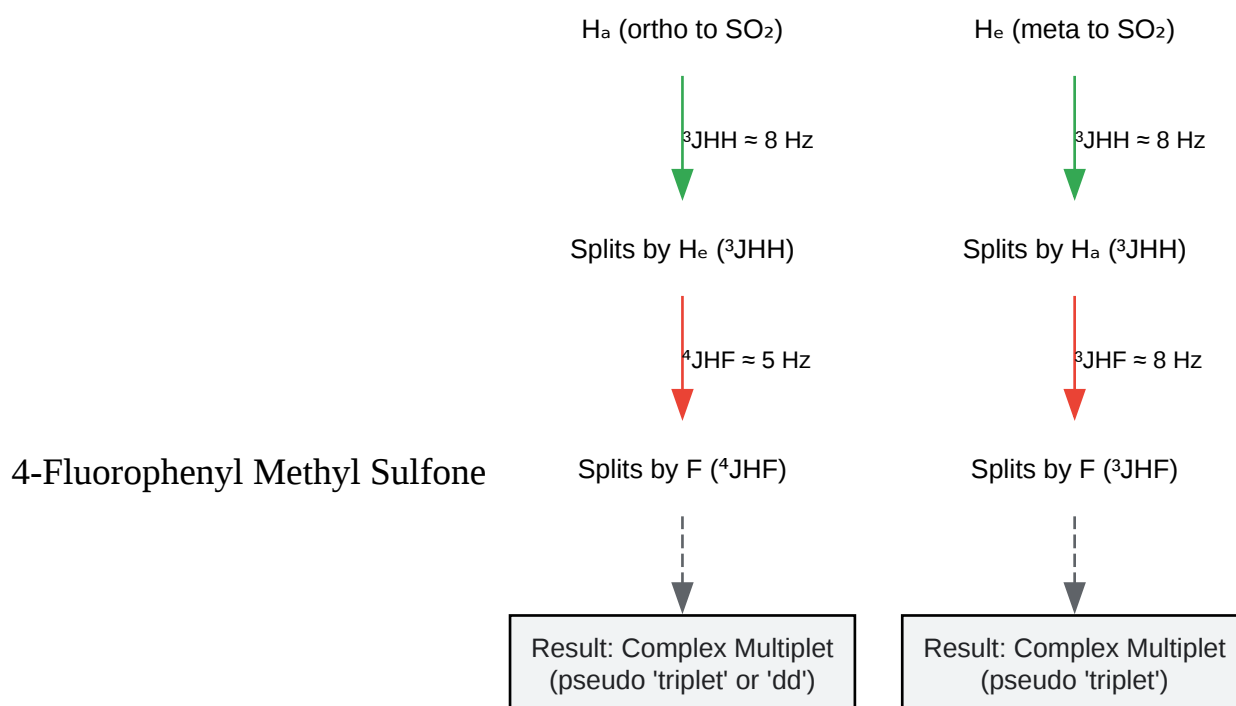 Hₐ (ortho to SO₂)
Hₑ (meta to SO₂)
³JHH ≈ 8 Hz
³JHH ≈ 8 Hz
Splits by Hₑ (³JHH)
Splits by Hₐ (³JHH)
⁴JHF ≈ 5 Hz
³JHF ≈ 8 Hz
4-Fluorophenyl Methyl Sulfone
Splits by F (⁴JHF)
Splits by F (³JHF)
Result: Complex Multiplet
(pseudo 'triplet' or 'dd')
Result: Complex Multiplet
(pseudo 'triplet')